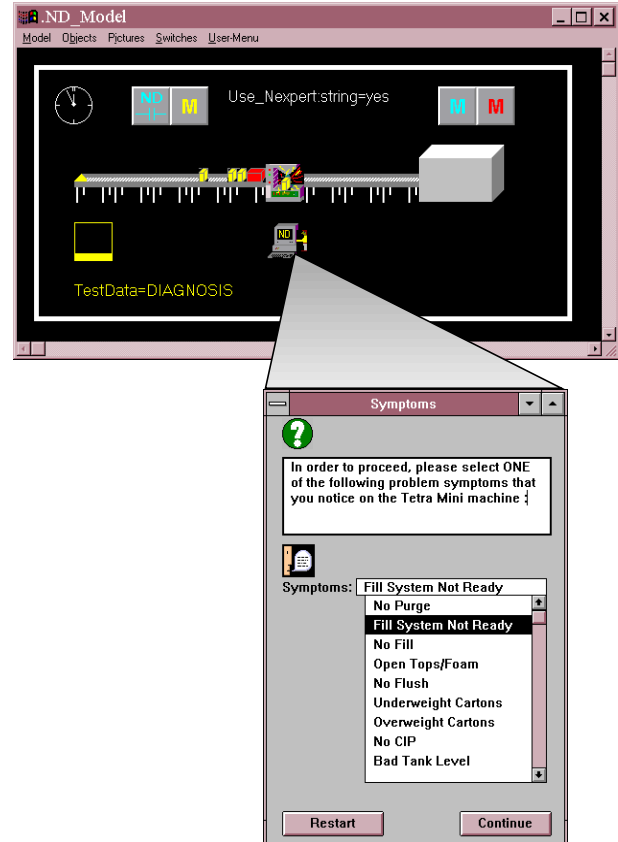 .ND_Model
Model Objects Pictures Switches User-Menu
ND M Use_Nexpert:string=yes M M
ND
TestData=DIAGNOSIS
Symptoms
?
In order to proceed, please select ONE
of the following problem symptoms that
you notice on the Tetra Mini machine :
Symptoms: Fill System Not Ready
No Purge
Fill System Not Ready
No Fill
Open Tops/Foam
No Flush
Underweight Cartons
Overweight Cartons
No CIP
Bad Tank Level
Restart Continue